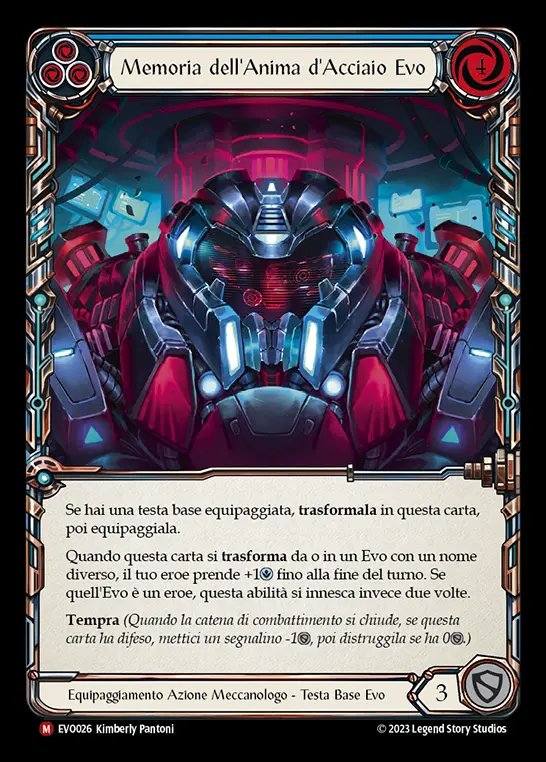 Memoria dell'Anima d'Acciaio Evo
4
Se hai una testa base equipaggiata, trasformala in questa carta,
poi equipaggiala.
Quando questa carta si trasforma da o in un Evo con un nome
diverso, il tuo eroe prende +1 fino alla fine del turno. Se
quell'Evo è un eroe, questa abilità si innesca invece due volte.
Tempra (Quando la catena di combattimento si chiude, se questa
carta ha difeso, mettici un segnalino -1, poi distruggila se ha 0.)
Equipaggiamento Azione Meccanologo - Testa Base Evo
3
M EVO026 Kimberly Pantoni
© 2023 Legend Story Studios